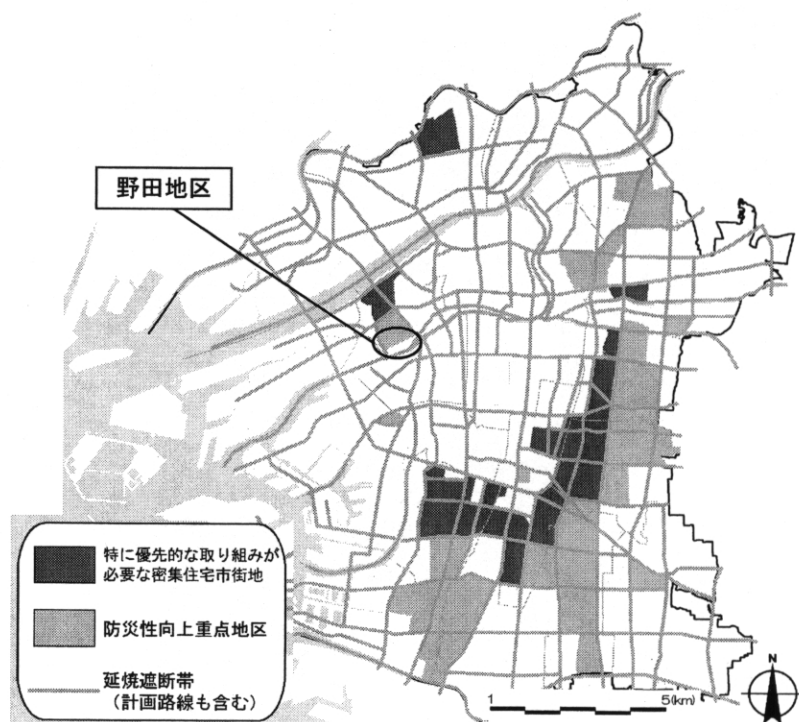 野田地区
特に優先的な取り組みが
必要な密集住宅市街地
防災性向上重点地区
延焼遮断帯
(計画路線も含む)
1 5(km)
N